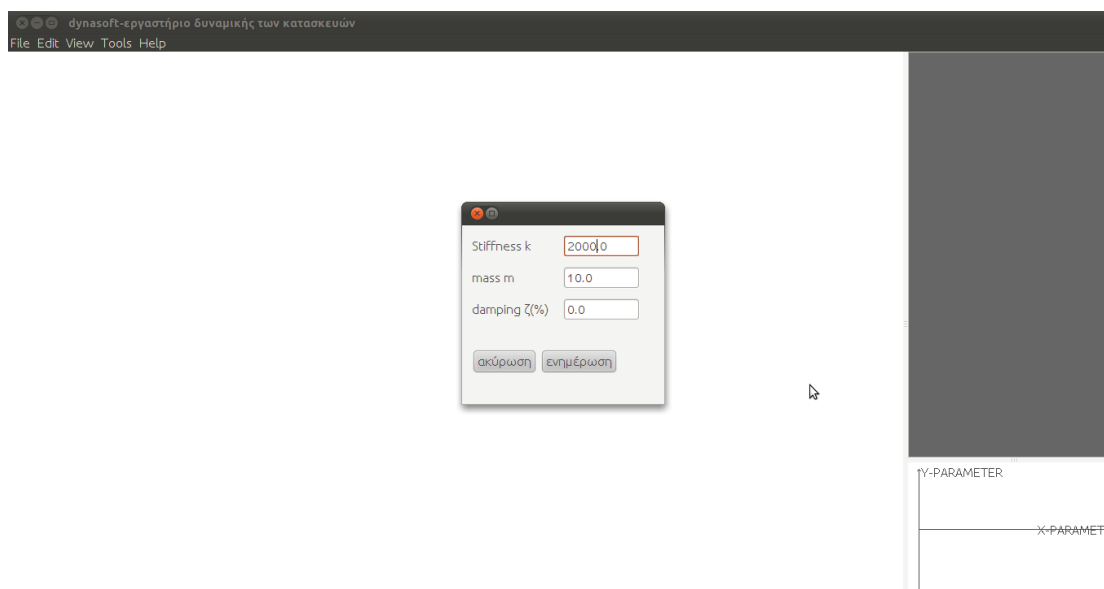 dynasoft-εργαστήριο δυναμικής των κατασκευών
File Edit View Tools Help
Stiffness k 2000.0
mass m 10.0
damping ζ(%) 0.0
ακύρωση ενημέρωση
Y-PARAMETER
X-PARAMET